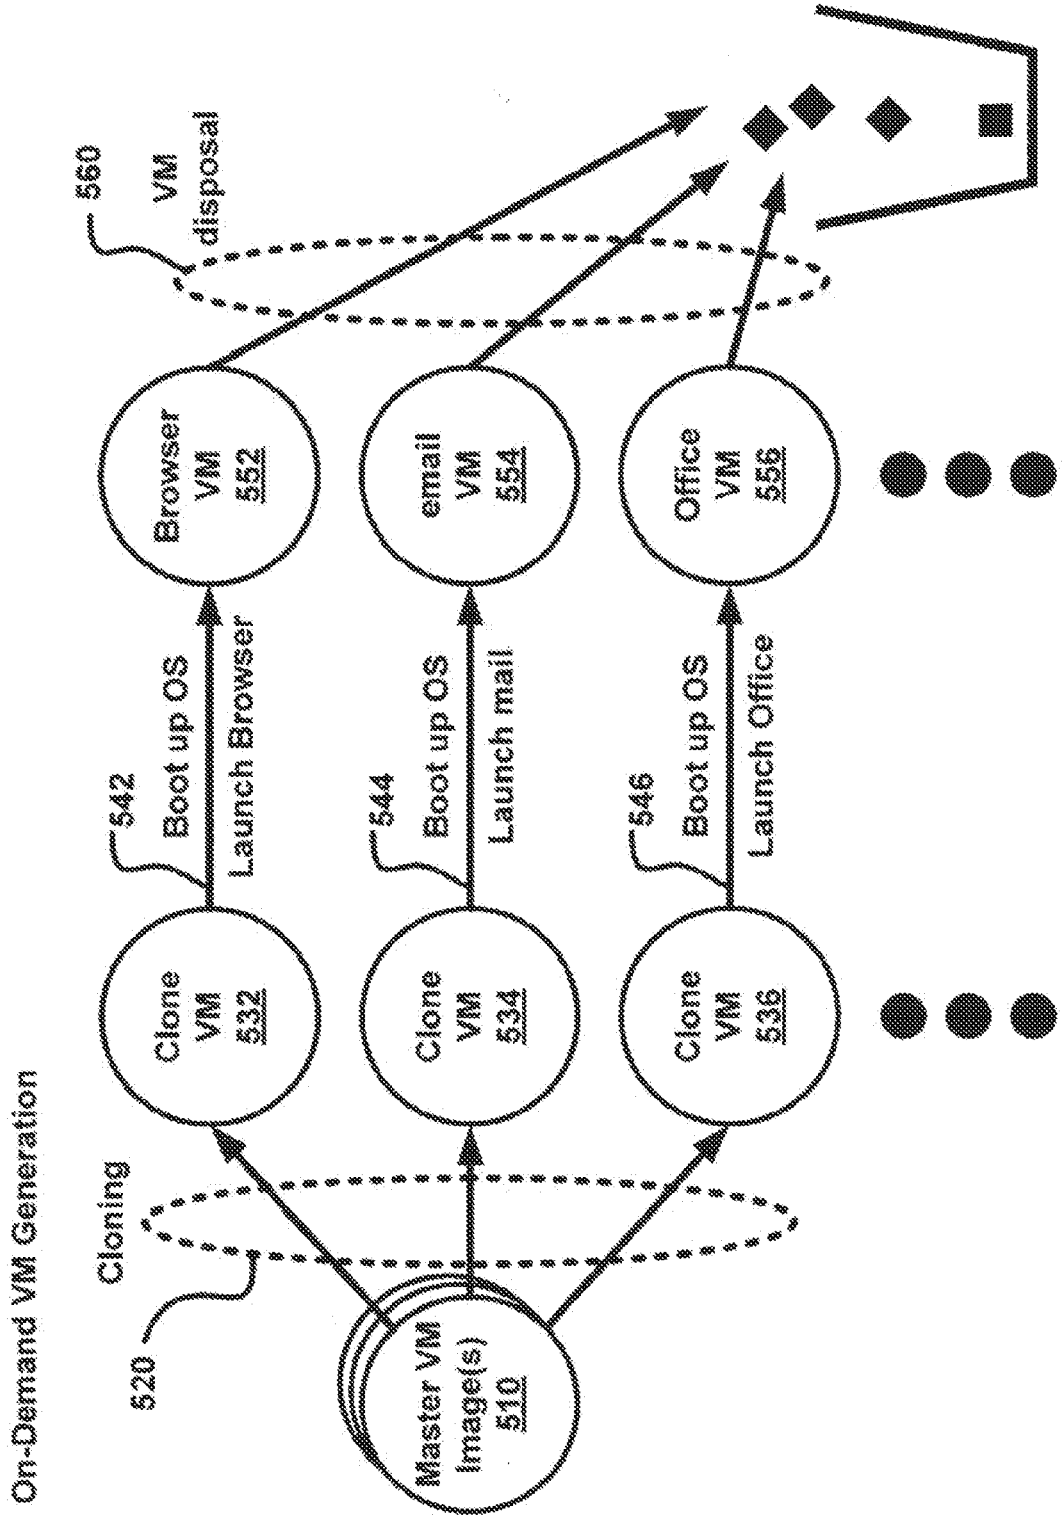 On-Demand VM Generation
520
Cloning
Master VM
Image(s)
510
Clone
VM
532
542
Boot up OS
Launch Browser
Browser
VM
552
Clone
VM
534
544
Boot up OS
Launch mail
email
VM
554
Clone
VM
536
546
Boot up OS
Launch Office
Office
VM
556
560
VM
disposal